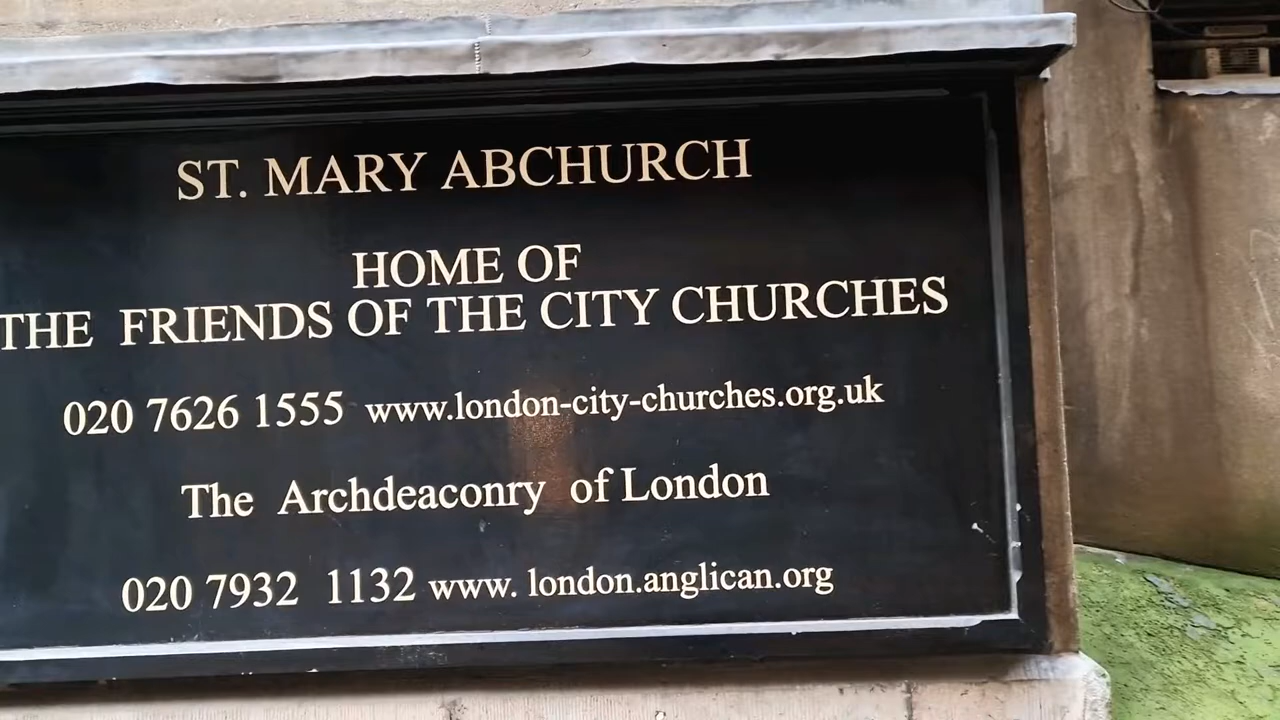 ST. MARY ABCHURCH
HOME OF
THE FRIENDS OF THE CITY CHURCHES
020 7626 1555 www.london-city-churches.org.uk
The Archdeaconry of London
020 7932 1132 www. london.anglican.org